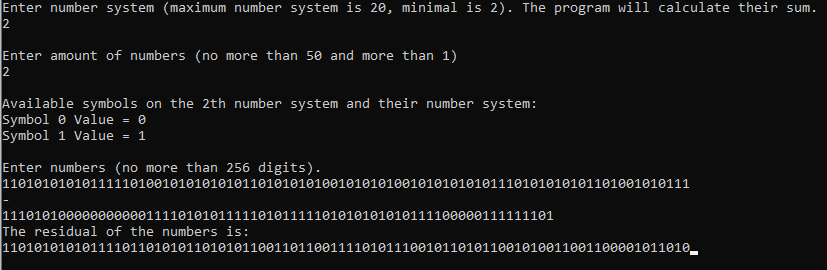 Enter number system (maximum number system is 20, minimal is 2). The program will calculate their sum.
2
Enter amount of numbers (no more than 50 and more than 1)
2
Available symbols on the 2th number system and their number system:
Symbol 0 Value = 0
Symbol 1 Value = 1
Enter numbers (no more than 256 digits).
11010101010111110100101010101011010101010010101010010101010101110101010101101001010111
-
111010100000000000111101010111110101111101010101010111100000111111101
The residual of the numbers is:
11010101010111101101010110101011001101100111101011100101101011001010011001100001011010